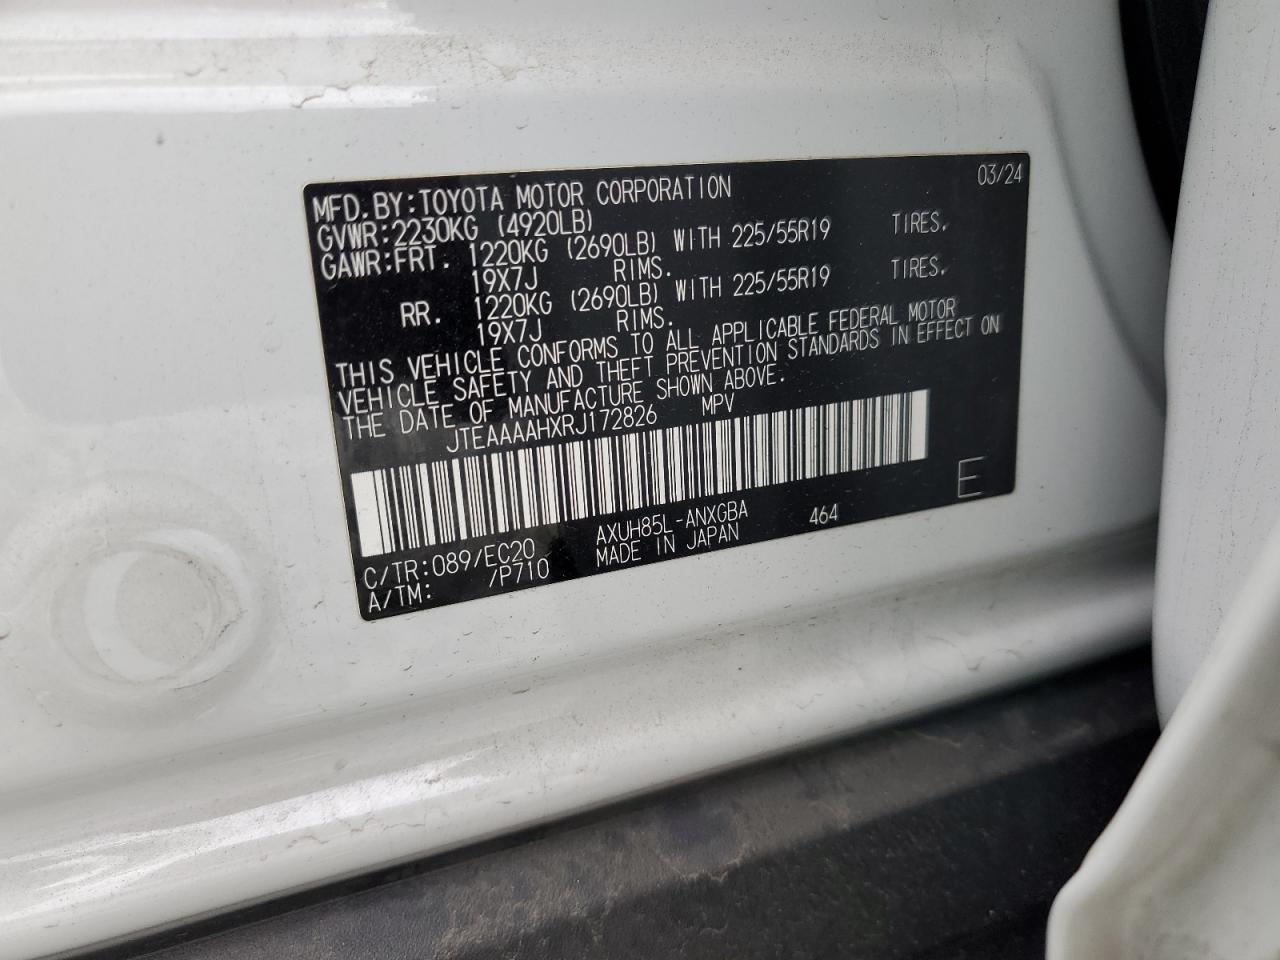 MFD.BY:TOYOTA MOTOR CORPORATION 03/24
GVWR:2230KG (4920LB)
GAWR:FRT. 1220KG (2690LB) WITH 225/55R19 TIRES.
19X7J RIMS.
RR. 1220KG (2690LB) WITH 225/55R19 TIRES.
19X7J RIMS.
THIS VEHICLE CONFORMS TO ALL APPLICABLE FEDERAL MOTOR
VEHICLE SAFETY AND THEFT PREVENTION STANDARDS IN EFFECT ON
THE DATE OF MANUFACTURE SHOWN ABOVE.
JTEAAAAHXRJ172826 MPV
E
C/TR:089/EC20 AXUH85L-ANXGBA 464
A/TM: /P710 MADE IN JAPAN